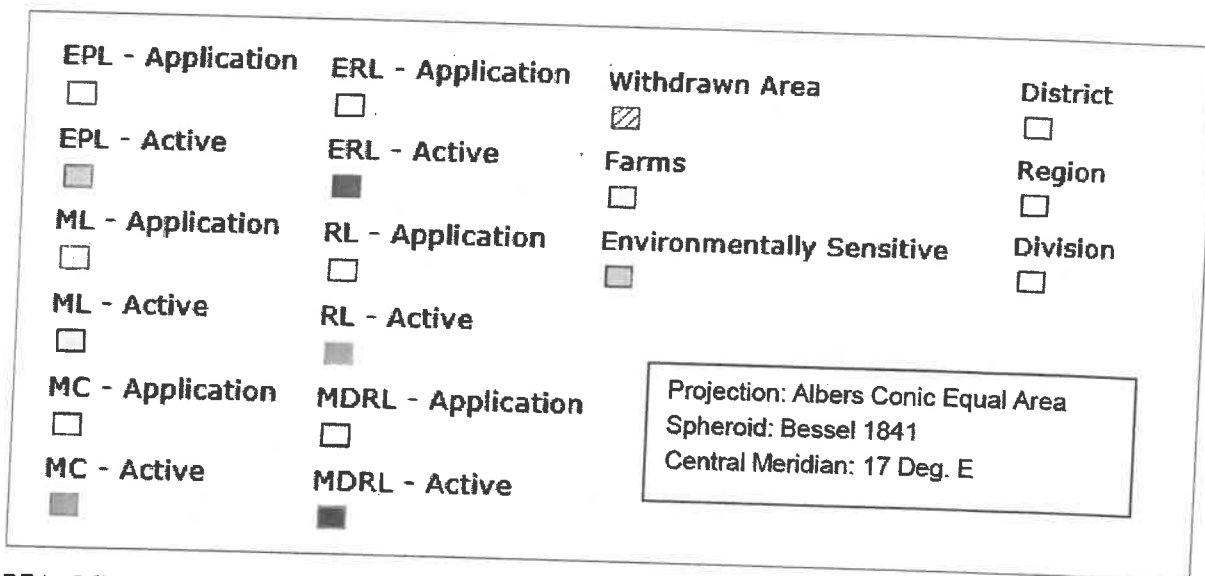 EPL - Application
EPL - Active
ML - Application
ML - Active
MC - Application
MC - Active
ERL - Application
ERL - Active
RL - Application
RL - Active
MDRL - Application
MDRL - Active
Withdrawn Area
Farms
Environmentally Sensitive
District
Region
Division
Projection: Albers Conic Equal Area
Spheroid: Bessel 1841
Central Meridian: 17 Deg. E